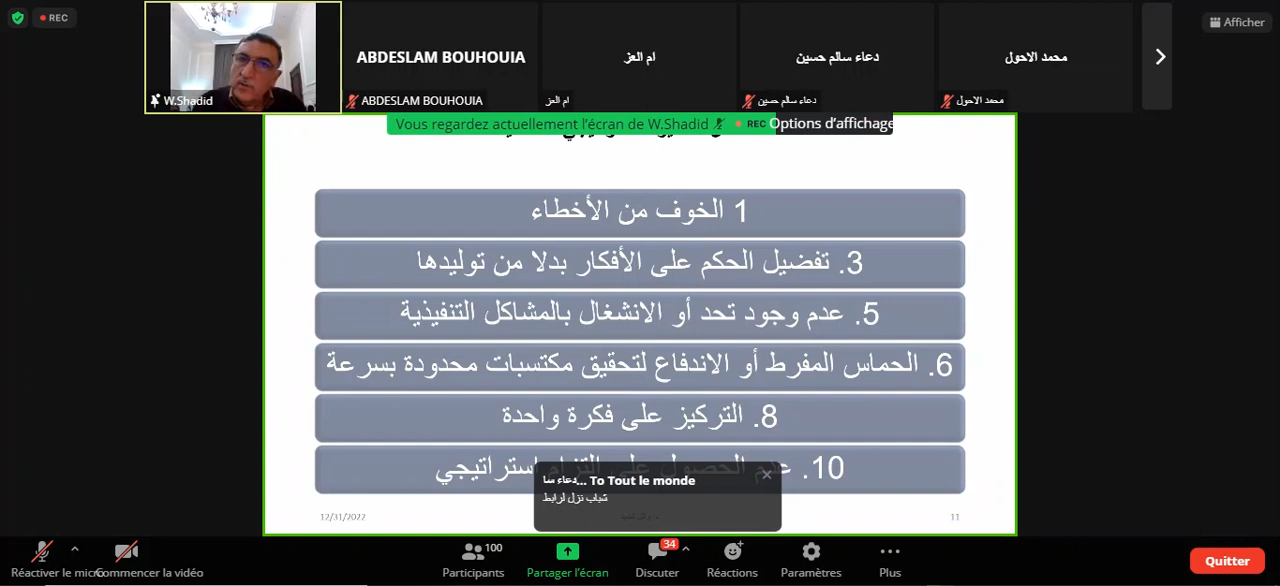 REC
Afficher
ABDESLAM BOUHOUIA
ام العز
دعاء سالم حسين
محمد الاحول
W.Shadid
ABDESLAM BOUHOUIA
ام العز
دعاء سالم حسين
محمد الاحول
Vous regardez actuellement l’écran de W.Shadid
REC
Options d’affichage
1 الخوف من الأخطاء
3. تفضيل الحكم على الأفكار بدلا من توليدها
5. عدم وجود تحد أو الانشغال بالمشاكل التنفيذية
6. الحماس المفرط أو الاندفاع لتحقيق مكتسبات محدودة بسرعة
8. التركيز على فكرة واحدة
10. عدم الحصول على التزام استراتيجي
دعاء سا... To Tout le monde
شباب نزل لرابط
12/31/2022
11
Réactiver le micro
Commencer la vidéo
100
Participants
Partager l’écran
34
Discuter
Réactions
Paramètres
Plus
Quitter